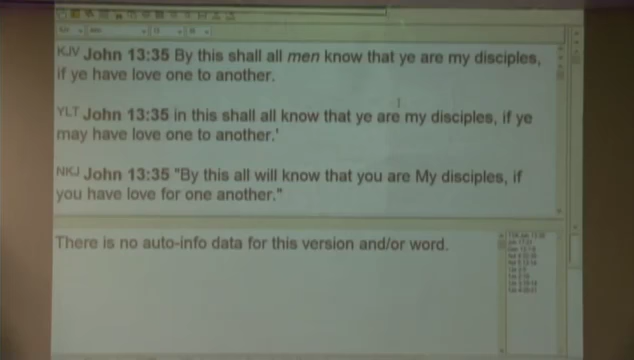 KJV John 13:35 By this shall all men know that ye are my disciples,
if ye have love one to another.
YLT John 13:35 in this shall all know that ye are my disciples, if ye
may have love one to another.'
NKJ John 13:35 "By this all will know that you are My disciples, if
you have love for one another."
There is no auto-info data for this version and/or word.